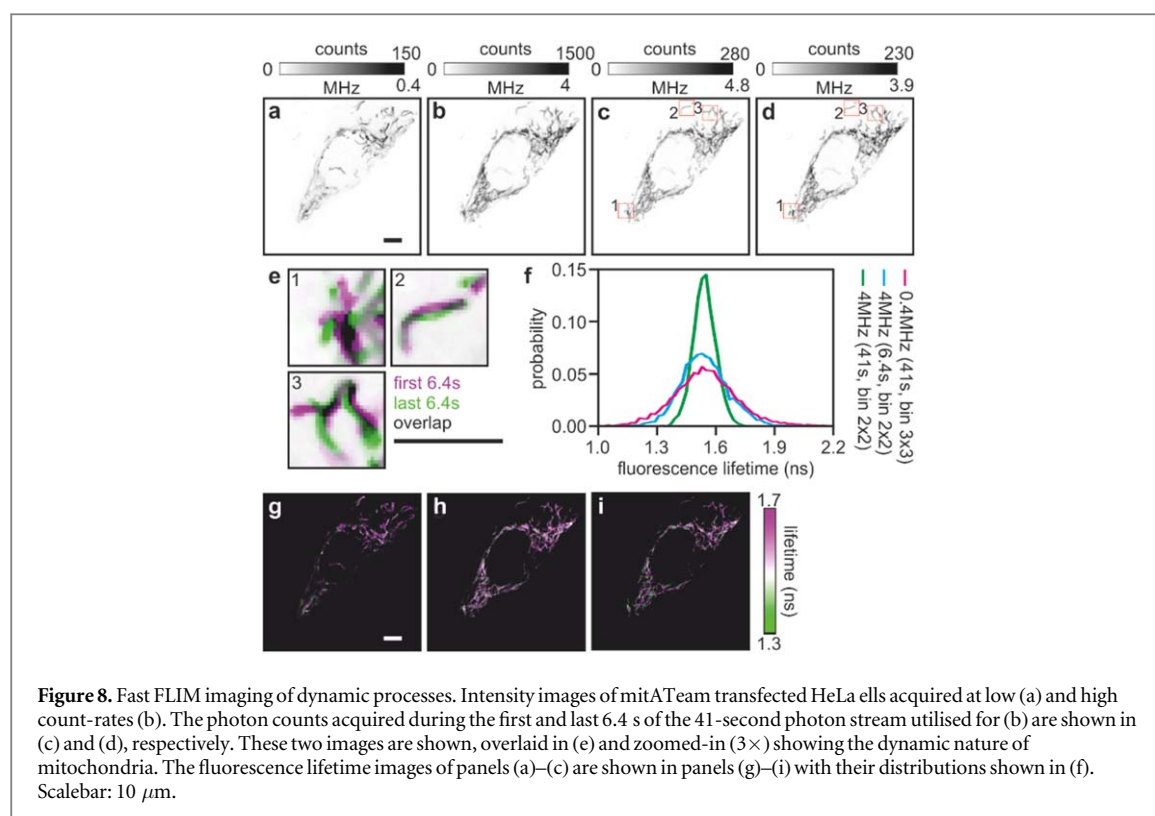 counts counts counts counts
0 150 0 1500 0 280 0 230
MHz 0.4 MHz 4 MHz 4.8 MHz 3.9
a b c 2 3 1 d 2 3 1
e 1 2 3
first 6.4s
last 6.4s
overlap
f
probability
0.15
0.10
0.05
0.00
1.0 1.3 1.6 1.9 2.2
fluorescence lifetime (ns)
0.4MHz (41s, bin 3x3)
4MHz (6.4s, bin 2x2)
4MHz (41s, bin 2x2)
g h i
1.7
lifetime (ns)
1.3
Figure 8. Fast FLIM imaging of dynamic processes. Intensity images of mitATeam transfected HeLa ells acquired at low (a) and high
count-rates (b). The photon counts acquired during the first and last 6.4 s of the 41-second photon stream utilised for (b) are shown in
(c) and (d), respectively. These two images are shown, overlaid in (e) and zoomed-in (3×) showing the dynamic nature of
mitochondria. The fluorescence lifetime images of panels (a)–(c) are shown in panels (g)–(i) with their distributions shown in (f).
Scalebar: 10 μm.